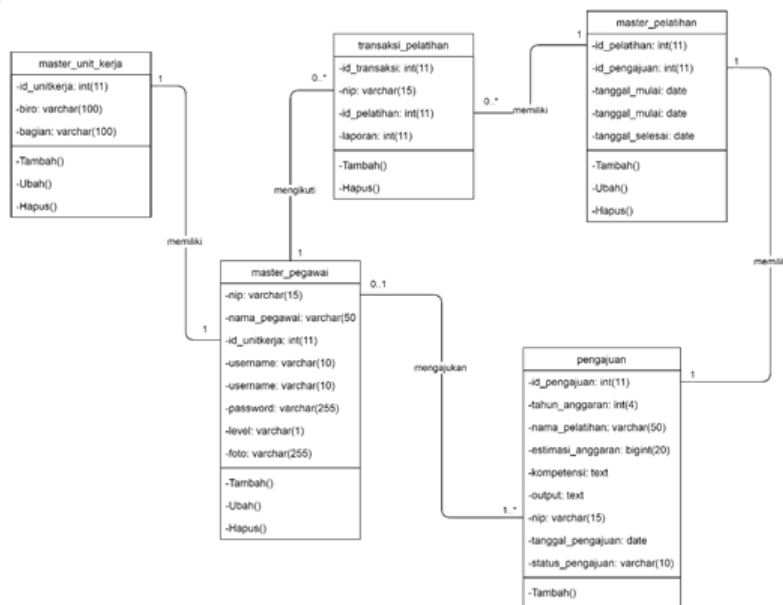 master_unit_kerja
-id_unitkerja: int(11)
-biro: varchar(100)
-bagian: varchar(100)
-Tambah()
-Ubah()
-Hapus()
1
memiliki
1
transaksi_pelatihan
-id_transaksi: int(11)
-nip: varchar(15)
-id_pelatihan: int(11)
-laporan: int(11)
-Tambah()
-Hapus()
0..*
mengikuti
1
0..*
memiliki
1
master_pelatihan
-id_pelatihan: int(11)
-id_pengajuan: int(11)
-tanggal_mulai: date
-tanggal_mulai: date
-tanggal_selesai: date
-Tambah()
-Ubah()
-Hapus()
1
memili
1
master_pegawai
-nip: varchar(15)
-nama_pegawai: varchar(50
-id_unitkerja: int(11)
-username: varchar(10)
-username: varchar(10)
-password: varchar(255)
-level: varchar(1)
-foto: varchar(255)
-Tambah()
-Ubah()
-Hapus()
0..1
mengajukan
1..*
pengajuan
-id_pengajuan: int(11)
-tahun_anggaran: int(4)
-nama_pelatihan: varchar(50)
-estimasi_anggaran: bigint(20)
-kompetensi: text
-output: text
-nip: varchar(15)
-tanggal_pengajuan: date
-status_pengajuan: varchar(10)
-Tambah()